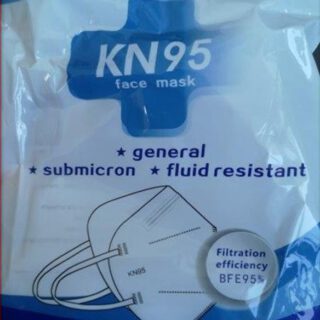 KN95
face mask
★ general
★ submicron ★ fluid resistant
KN95
Filtration
efficiency
BFE95%